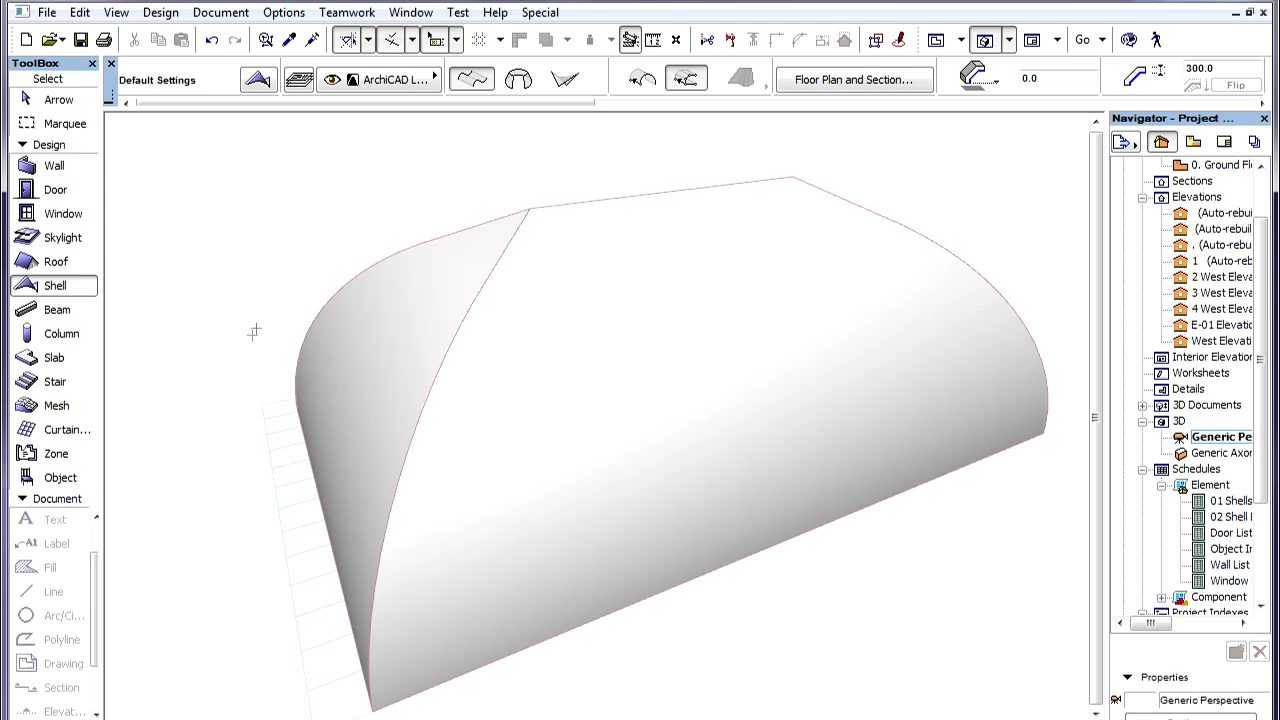 File Edit View Design Document Options Teamwork Window Test Help Special
Go
ToolBox
Select
Arrow
Marquee
Design
Wall
Door
Window
Skylight
Roof
Shell
Beam
Column
Slab
Stair
Mesh
Curtain...
Zone
Object
Document
Text
A1 Label
Fill
Line
Arc/Ci...
Polyline
Drawing
Section
Elevat...
Default Settings
ArchiCAD L...
Floor Plan and Section...
0.0
300.0
Flip
Navigator - Project ...
0. Ground Fl
Sections
Elevations
(Auto-rebui
(Auto-rebuil
. (Auto-rebu
1 (Auto-reb
2 West Eleva
3 West Eleva
4 West Eleva
E-01 Elevatio
West Elevati
Interior Elevation
Worksheets
Details
3D Documents
3D
Generic Pe
Generic Axor
Schedules
Element
01 Shells
02 Shell
Door List
Object In
Wall List
Window
Component
Project Indexes
Properties
Generic Perspective